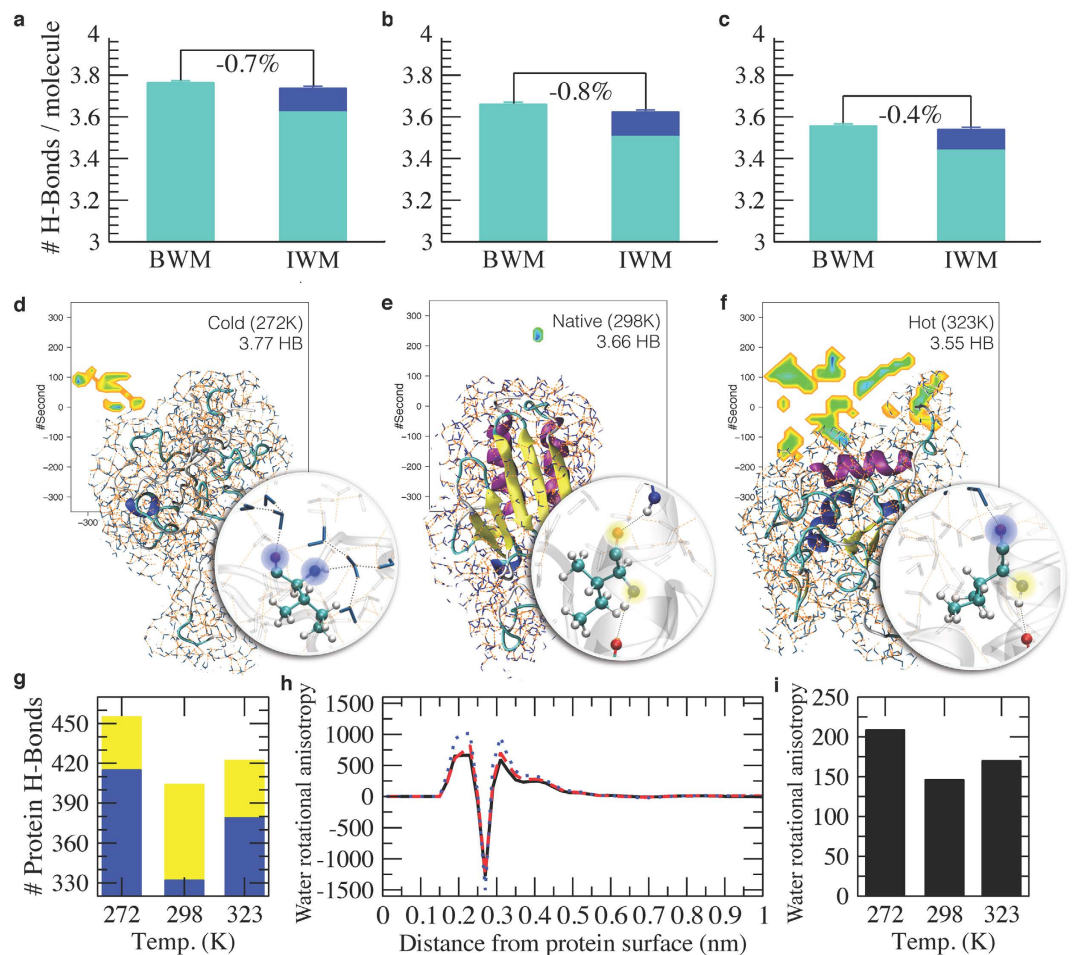 a
b
c
# H-Bonds / molecule
4
3.8
3.6
3.4
3.2
3
-0.7%
BWM
IWM
4
3.8
3.6
3.4
3.2
3
-0.8%
BWM
IWM
4
3.8
3.6
3.4
3.2
3
-0.4%
BWM
IWM
d
Cold (272K)
3.77 HB
#Second
300
200
100
0
-100
-200
-300
-300
e
Native (298K)
3.66 HB
#Second
300
200
100
0
-100
-200
-300
f
Hot (323K)
3.55 HB
#Second
300
200
100
0
-100
-200
-300
g
# Protein H-Bonds
450
420
390
360
330
272
298
323
Temp. (K)
h
Water rotational anisotropy
1500
1000
500
0
-500
-1000
-1500
0
0.1
0.2
0.3
0.4
0.5
0.6
0.7
0.8
0.9
1
Distance from protein surface (nm)
i
Water rotational anisotropy
250
200
150
100
50
0
272
298
323
Temp. (K)